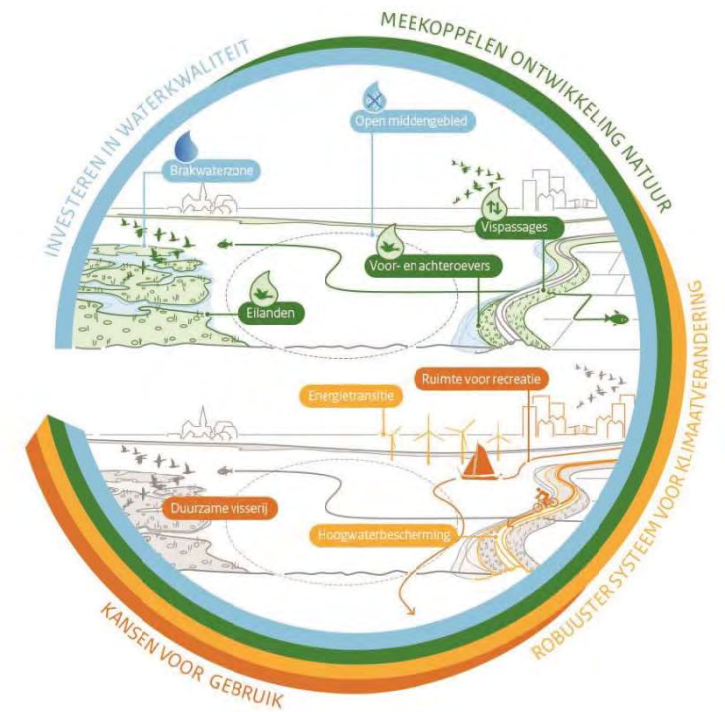 INVESTEREN IN WATERKWALITEIT
MEEKOPPELEN ONTWIKKELING NATUUR
Open middengebied
Brakwaterzone
Vispassages
Voor- en achteroevers
Eilanden
Ruimte voor recreatie
Energietransitie
Duurzame visserij
Hoogwaterbescherming
ROBUUSTER SYSTEEM VOOR KLIMAATVERANDERING
KANSEN VOOR GEBRUIK